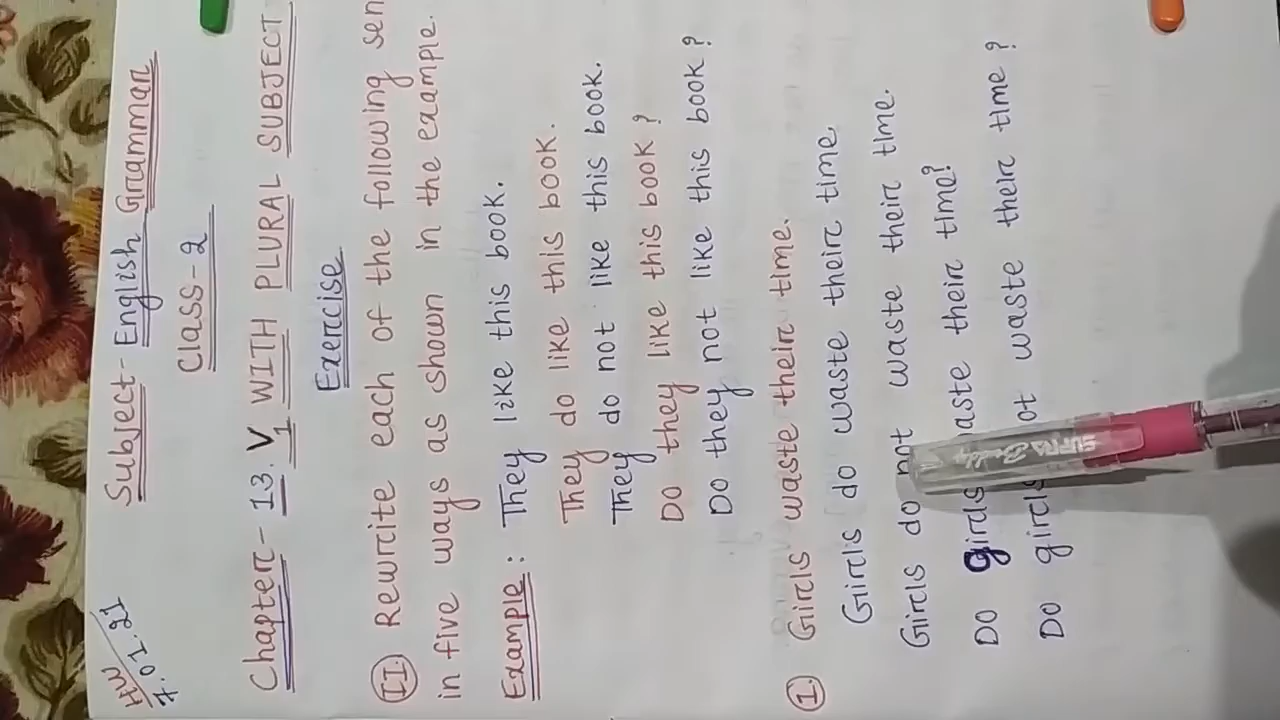 HW
7.01.21
Subject- English Grammar
Class-2
Chapter- 13. V1 WITH PLURAL SUBJECT
Exercise
II. Rewrite each of the following sen
in five ways as shown in the example.
Example: They like this book.
They do like this book.
They do not like this book.
Do they like this book?
Do they not like this book?
1. Girls waste their time.
Girls do waste their time
Girls do not waste their time.
Do girls aste their time?
Do girls ot waste their time?